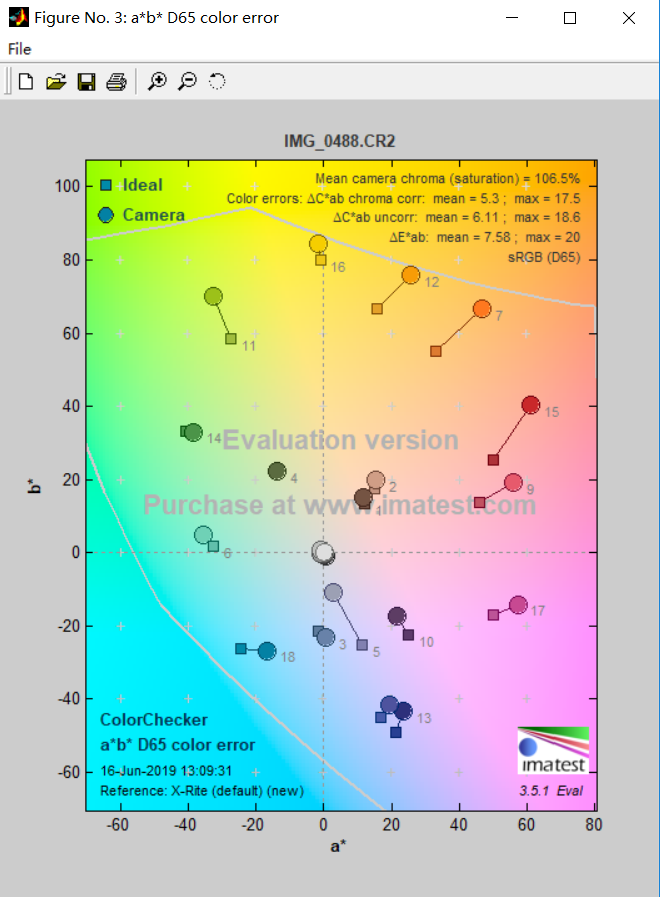 Figure No. 3: a*b* D65 color error
File
IMG_0488.CR2
Mean camera chroma (saturation) = 106.5%
Color errors: ΔC*ab chroma corr: mean = 5.3 ; max = 17.5
ΔC*ab uncorr: mean = 6.11 ; max = 18.6
ΔE*ab: mean = 7.58 ; max = 20
sRGB (D65)
Ideal
Camera
100
80
60
40
20
0
-20
-40
-60
b*
16
12
7
11
15
14
4
2
9
1
6
17
3
5
10
18
13
Evaluation version
Purchase at www.imatest.com
ColorChecker
a*b* D65 color error
16-Jun-2019 13:09:31
Reference: X-Rite (default) (new)
imatest
3.5.1 Eval
-60
-40
-20
0
20
40
60
80
a*